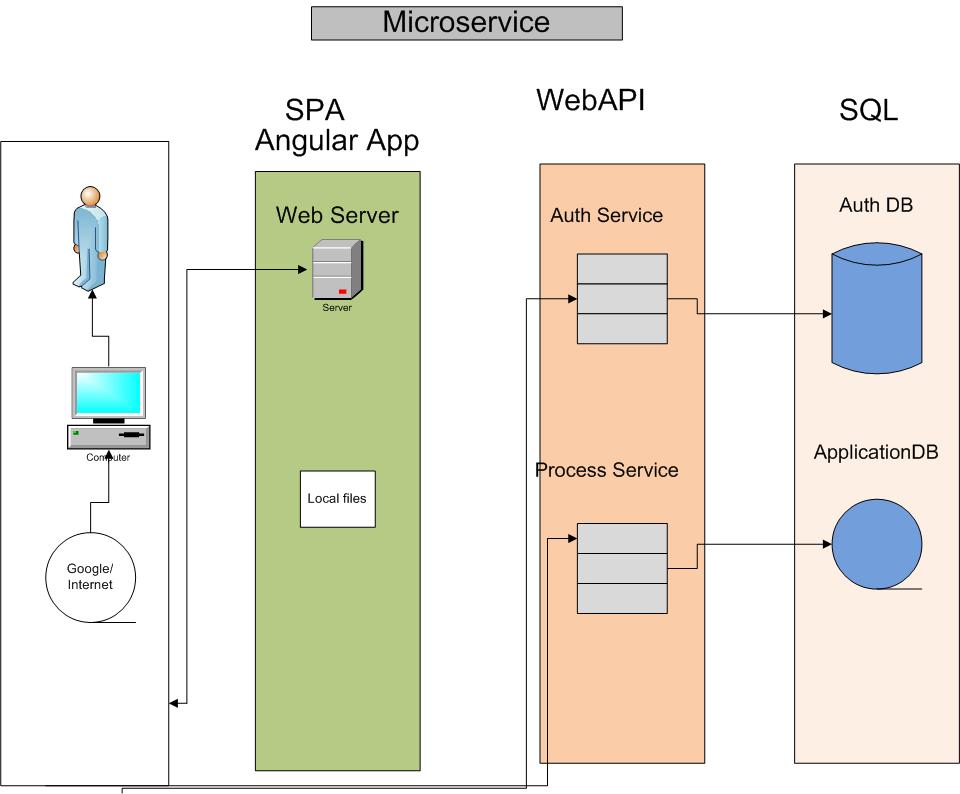 Microservice
SPA
Angular App
WebAPI
SQL
Web Server
Server
Local files
Computer
Google/
Internet
Auth Service
Process Service
Auth DB
ApplicationDB